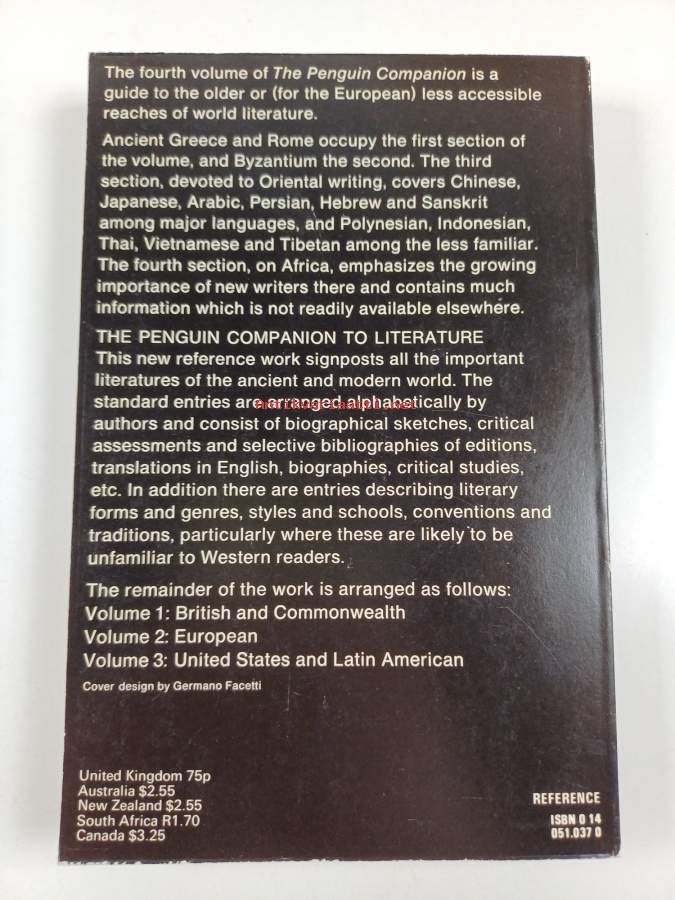 The fourth volume of The Penguin Companion is a
guide to the older or (for the European) less accessible
reaches of world literature.
Ancient Greece and Rome occupy the first section of
the volume, and Byzantium the second. The third
section, devoted to Oriental writing, covers Chinese,
Japanese, Arabic, Persian, Hebrew and Sanskrit
among major languages, and Polynesian, Indonesian,
Thai, Vietnamese and Tibetan among the less familiar.
The fourth section, on Africa, emphasizes the growing
importance of new writers there and contains much
information which is not readily available elsewhere.
THE PENGUIN COMPANION TO LITERATURE
This new reference work signposts all the important
literatures of the ancient and modern world. The
standard entries are arranged alphabetically by
authors and consist of biographical sketches, critical
assessments and selective bibliographies of editions,
translations in English, biographies, critical studies,
etc. In addition there are entries describing literary
forms and genres, styles and schools, conventions and
traditions, particularly where these are likely to be
unfamiliar to Western readers.
The remainder of the work is arranged as follows:
Volume 1: British and Commonwealth
Volume 2: European
Volume 3: United States and Latin American
Cover design by Germano Facetti
United Kingdom 75p
Australia $2.55
New Zealand $2.55
South Africa R1.70
Canada $3.25
REFERENCE
ISBN 0 14
051.037 0